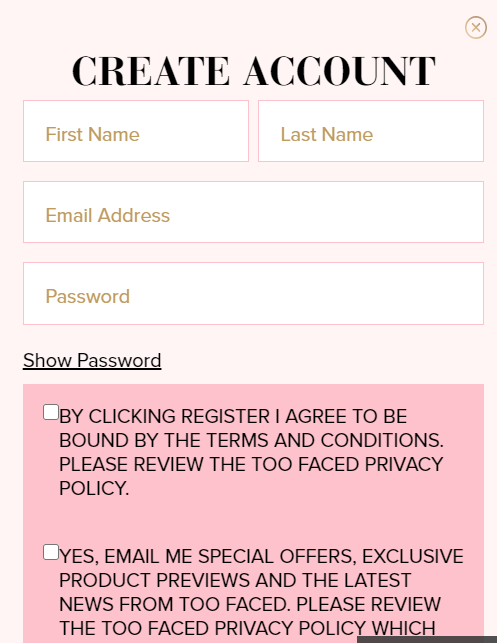 CREATE ACCOUNT
First Name Last Name
Email Address
Password
Show Password
BY CLICKING REGISTER I AGREE TO BE
BOUND BY THE TERMS AND CONDITIONS.
PLEASE REVIEW THE TOO FACED PRIVACY
POLICY.
YES, EMAIL ME SPECIAL OFFERS, EXCLUSIVE
PRODUCT PREVIEWS AND THE LATEST
NEWS FROM TOO FACED. PLEASE REVIEW
THE TOO FACED PRIVACY POLICY WHICH